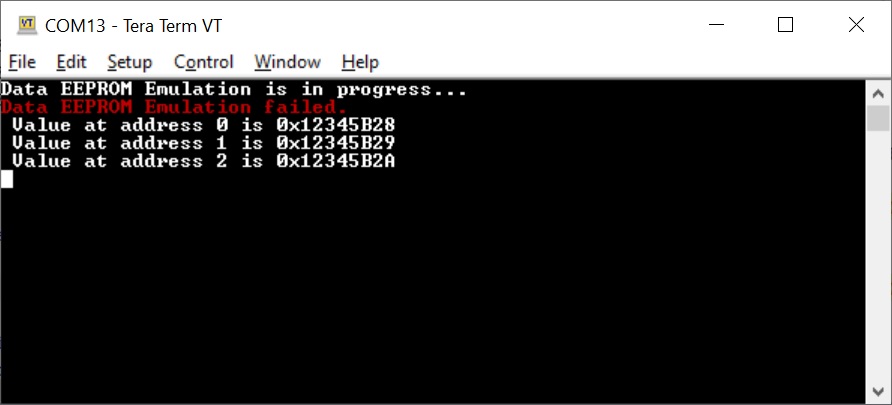 COM13 - Tera Term VT
File Edit Setup Control Window Help
Data EEPROM Emulation is in progress...
Data EEPROM Emulation failed.
Value at address 0 is 0x12345B28
Value at address 1 is 0x12345B29
Value at address 2 is 0x12345B2A